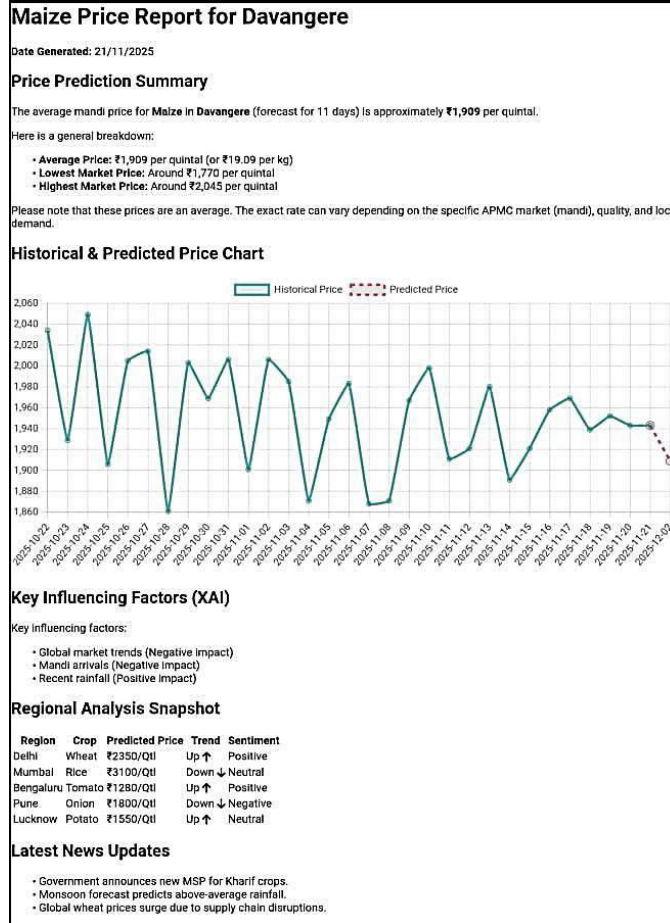 Maize Price Report for Davangere
Date Generated: 21/11/2025
Price Prediction Summary
The average mandi price for Maize in Davangere (forecast for 11 days) is approximately ₹1,909 per quintal.
Here is a general breakdown:
• Average Price: ₹1,909 per quintal (or ₹19.09 per kg)
• Lowest Market Price: Around ₹1,770 per quintal
• Highest Market Price: Around ₹2,045 per quintal
Please note that these prices are an average. The exact rate can vary depending on the specific APMC market (mandi), quality, and loc
demand.
Historical & Predicted Price Chart
Historical Price Predicted Price
2,060
2,040
2,020
2,000
1,980
1,960
1,940
1,920
1,900
1,880
1,860
2025-10-22 2025-10-23 2025-10-24 2025-10-25 2025-10-26 2025-10-27 2025-10-28 2025-10-29 2025-10-30 2025-10-31 2025-11-01 2025-11-02 2025-11-03 2025-11-04 2025-11-05 2025-11-06 2025-11-07 2025-11-08 2025-11-09 2025-11-10 2025-11-11 2025-11-12 2025-11-13 2025-11-14 2025-11-15 2025-11-16 2025-11-17 2025-11-18 2025-11-19 2025-11-20 2025-11-21 2025-12-02
Key Influencing Factors (XAI)
Key influencing factors:
• Global market trends (Negative Impact)
• Mandi arrivals (Negative Impact)
• Recent rainfall (Positive Impact)
Regional Analysis Snapshot
Region Crop Predicted Price Trend Sentiment
Delhi Wheat ₹2350/Qtl Up ↑ Positive
Mumbai Rice ₹3100/Qtl Down ↓ Neutral
Bengaluru Tomato ₹1280/Qtl Up ↑ Positive
Pune Onion ₹1800/Qtl Down ↓ Negative
Lucknow Potato ₹1550/Qtl Up ↑ Neutral
Latest News Updates
• Government announces new MSP for Kharif crops.
• Monsoon forecast predicts above-average rainfall.
• Global wheat prices surge due to supply chain disruptions.